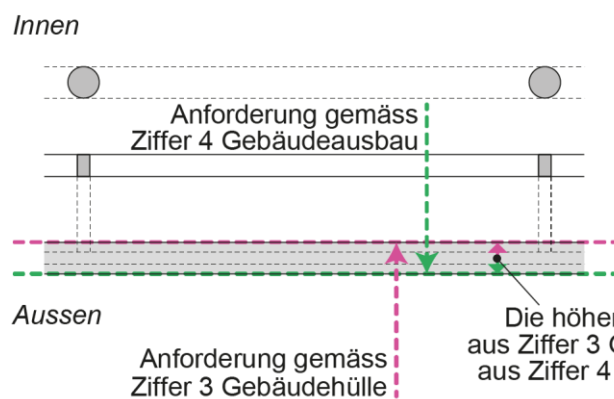 Innen
Anforderung gemäss
Ziffer 4 Gebäudeausbau
Aussen
Die
aus Ziffer 3
aus Ziffer 4
Anforderung gemäss
Ziffer 3 Gebäudehülle